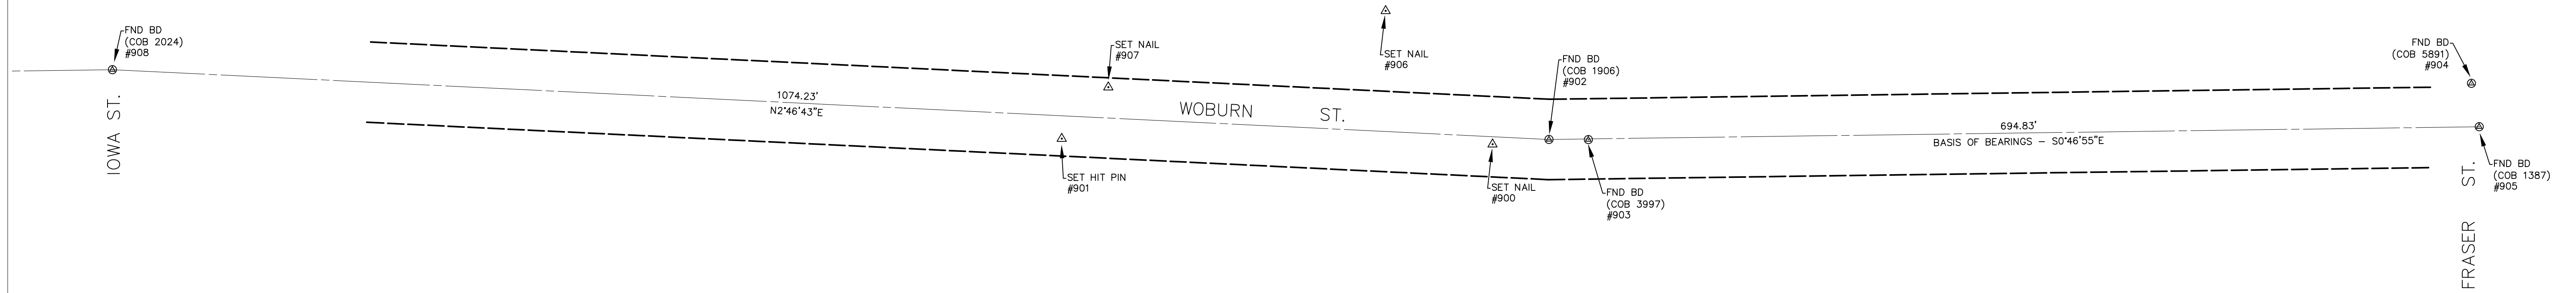 FND BD
(COB 2024)
#908
IOWA ST.
1074.23'
N2°46'43"E
SET NAIL
#907
SET HIT PIN
#901
WOBURN ST.
SET NAIL
#906
SET NAIL
#900
FND BD
(COB 1906)
#902
FND BD
(COB 3997)
#903
694.83'
BASIS OF BEARINGS – S0°46'55"E
FND BD
(COB 5891)
#904
FND BD
(COB 1387)
#905
FRASER ST.